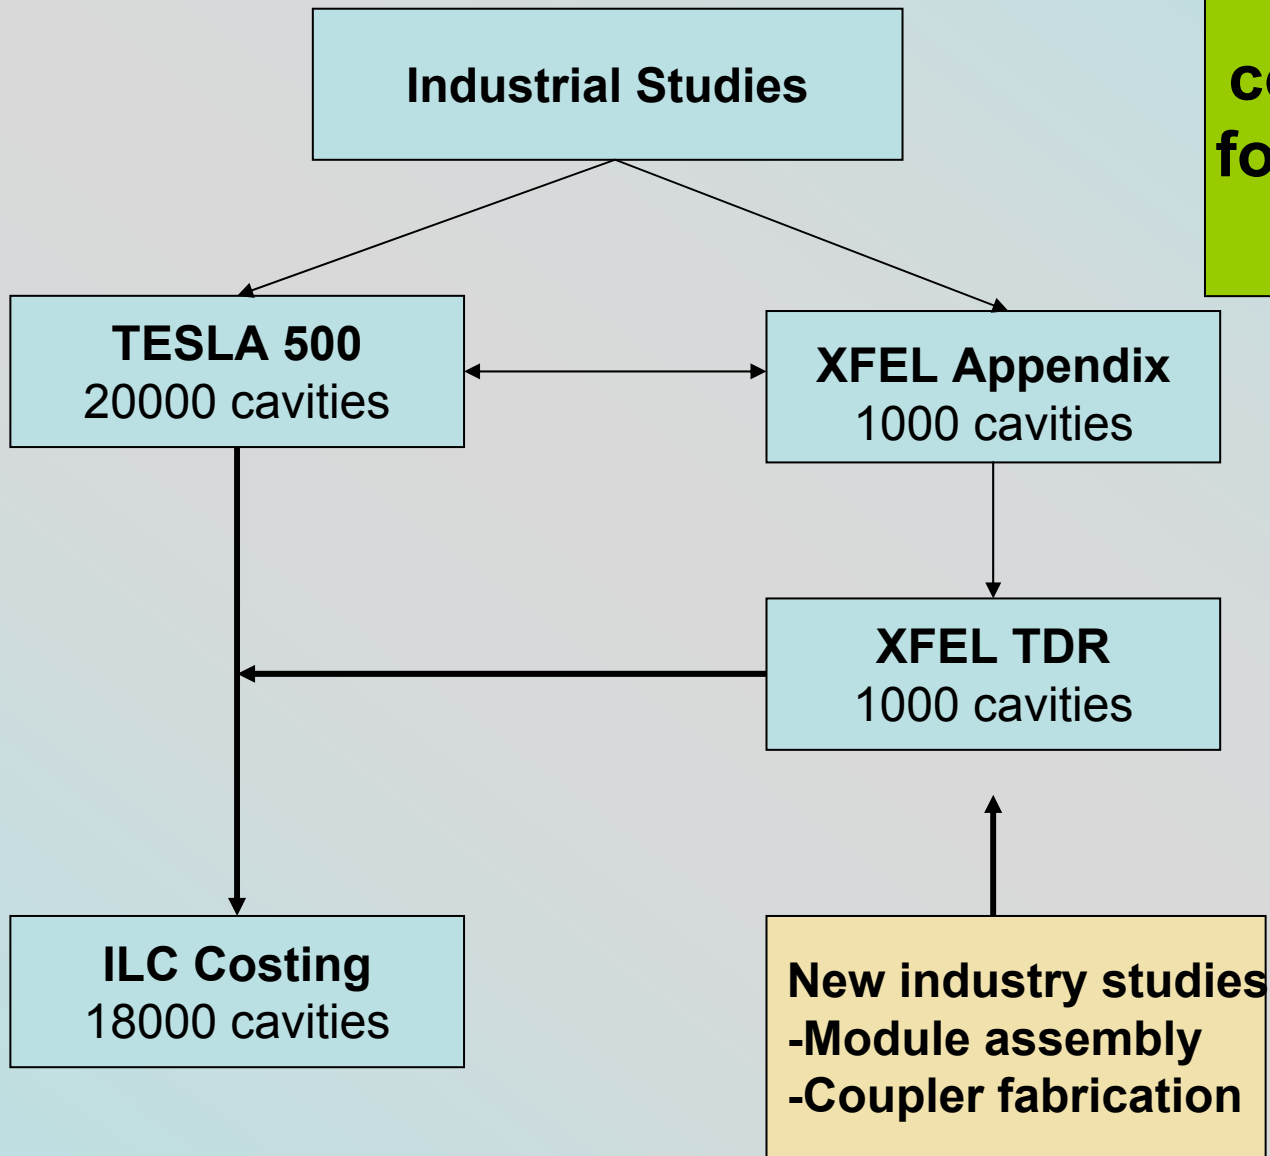 Industrial Studies
TESLA 500
20000 cavities
XFEL Appendix
1000 cavities
XFEL TDR
1000 cavities
ILC Costing
18000 cavities
New industry studies
-Module assembly
-Coupler fabrication